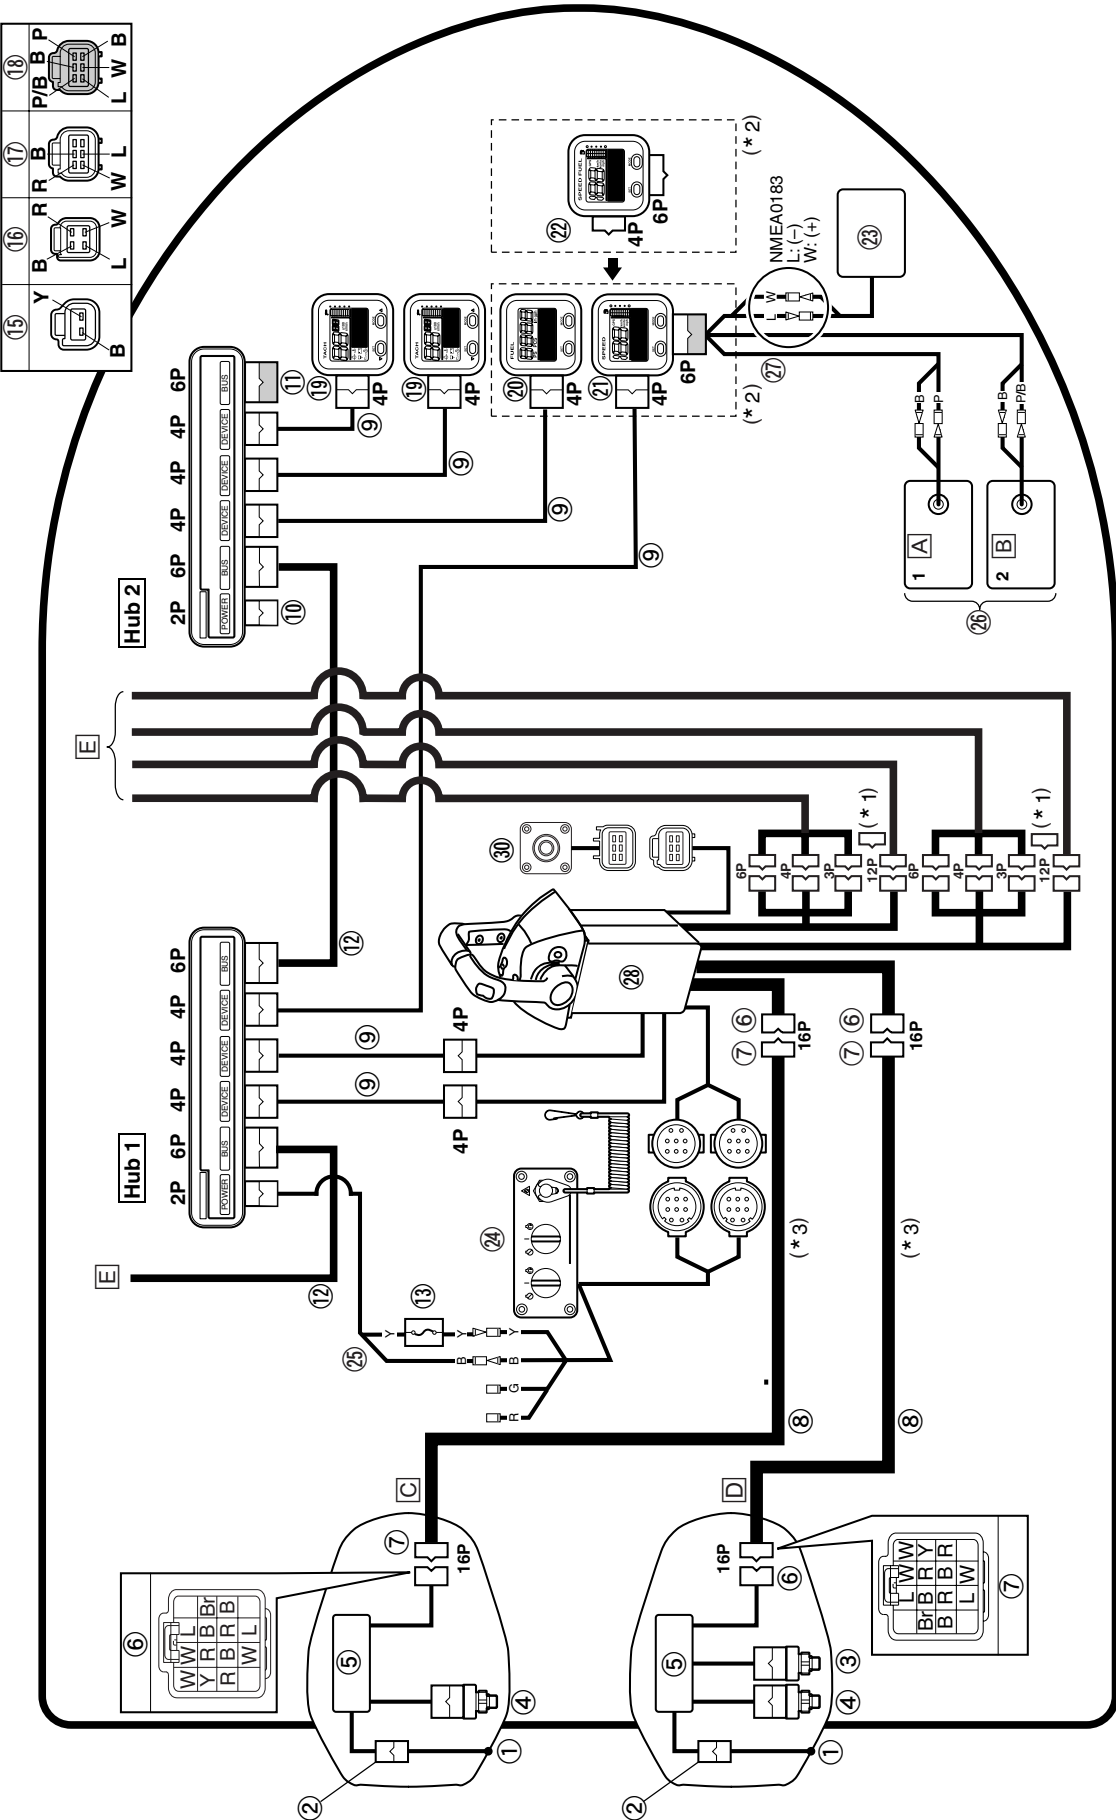 ② ②
① ①
④ ④ ③
⑤ ⑤
⑥
W W L
Y R B Br
R B R B
W L
⑦
L W W
Br B R Y
B R B R
L W
16P ⑦
16P ⑥
C
D
⑧ ⑧
E
⑫
Hub 1
2P 6P 4P 4P 4P 6P
POWER BUS DEVICE DEVICE DEVICE BUS
⑨ ⑨ ⑫
4P 4P
㉕
⑬
Y Y Y
B B
G
R
㉔
(*3)
(*3)
⑦ ⑥
16P
⑦ ⑥
16P
㉘
㉚
6P
4P
3P
12P
(*1)
6P
4P
3P
12P
(*1)
E
Hub 2
2P 6P 4P 4P 4P 6P
POWER BUS DEVICE DEVICE DEVICE BUS
⑩ ⑪
⑨ ⑨ ⑨ ⑨
⑲ TACH
4P
⑲ TACH
4P
⑳ FUEL
4P
㉑ SPEED
4P
6P
(*2)
㉒ SPEED FUEL
4P
6P
(*2)
㉗
NMEA0183
L: (–)
W: (+)
L W
㉓
㉖
1 A
B
P
2 B
B
P/B
⑮ ⑯ ⑰ ⑱
Y
B
B R
L W
R B
W L
P/B B P
L W B